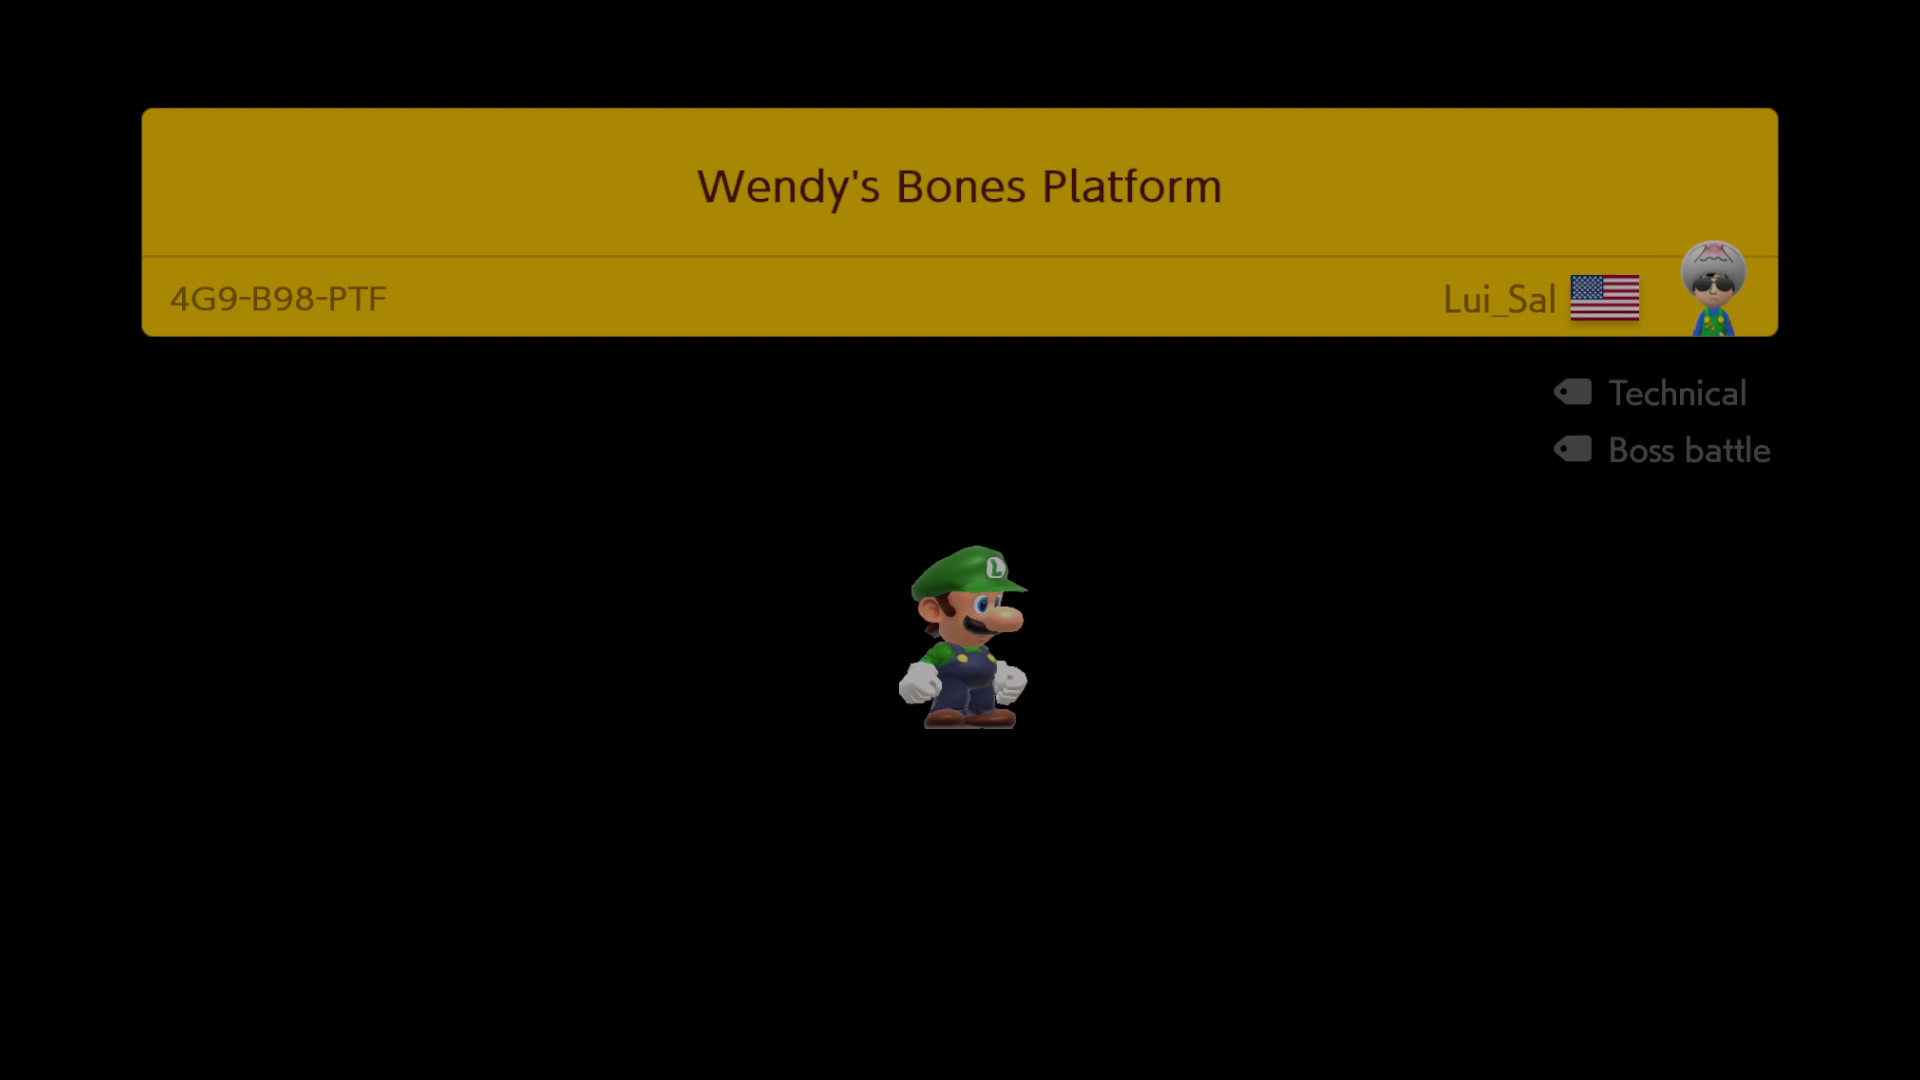 Wendy's Bones Platform
4G9-B98-PTF
Lui_Sal
Technical
Boss battle
L